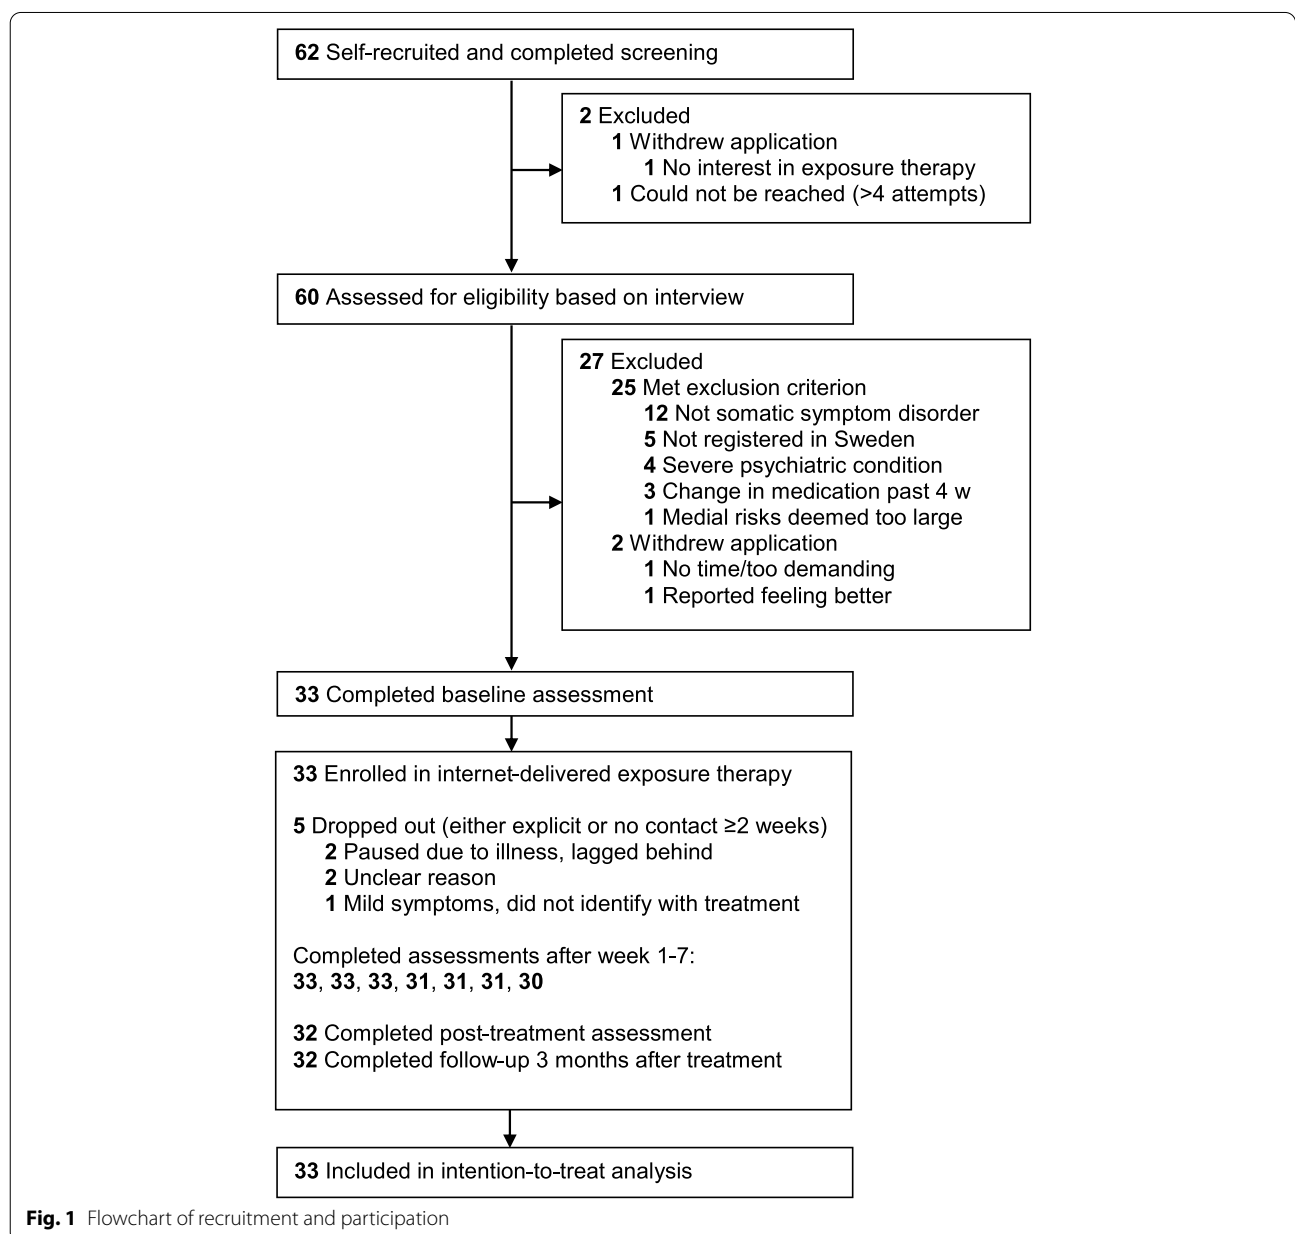 62 Self-recruited and completed screening
2 Excluded
1 Withdrew application
1 No interest in exposure therapy
1 Could not be reached (>4 attempts)
60 Assessed for eligibility based on interview
27 Excluded
25 Met exclusion criterion
12 Not somatic symptom disorder
5 Not registered in Sweden
4 Severe psychiatric condition
3 Change in medication past 4 w
1 Medial risks deemed too large
2 Withdrew application
1 No time/too demanding
1 Reported feeling better
33 Completed baseline assessment
33 Enrolled in internet-delivered exposure therapy
5 Dropped out (either explicit or no contact ≥2 weeks)
2 Paused due to illness, lagged behind
2 Unclear reason
1 Mild symptoms, did not identify with treatment
Completed assessments after week 1-7:
33, 33, 33, 31, 31, 31, 30
32 Completed post-treatment assessment
32 Completed follow-up 3 months after treatment
33 Included in intention-to-treat analysis
Fig. 1 Flowchart of recruitment and participation